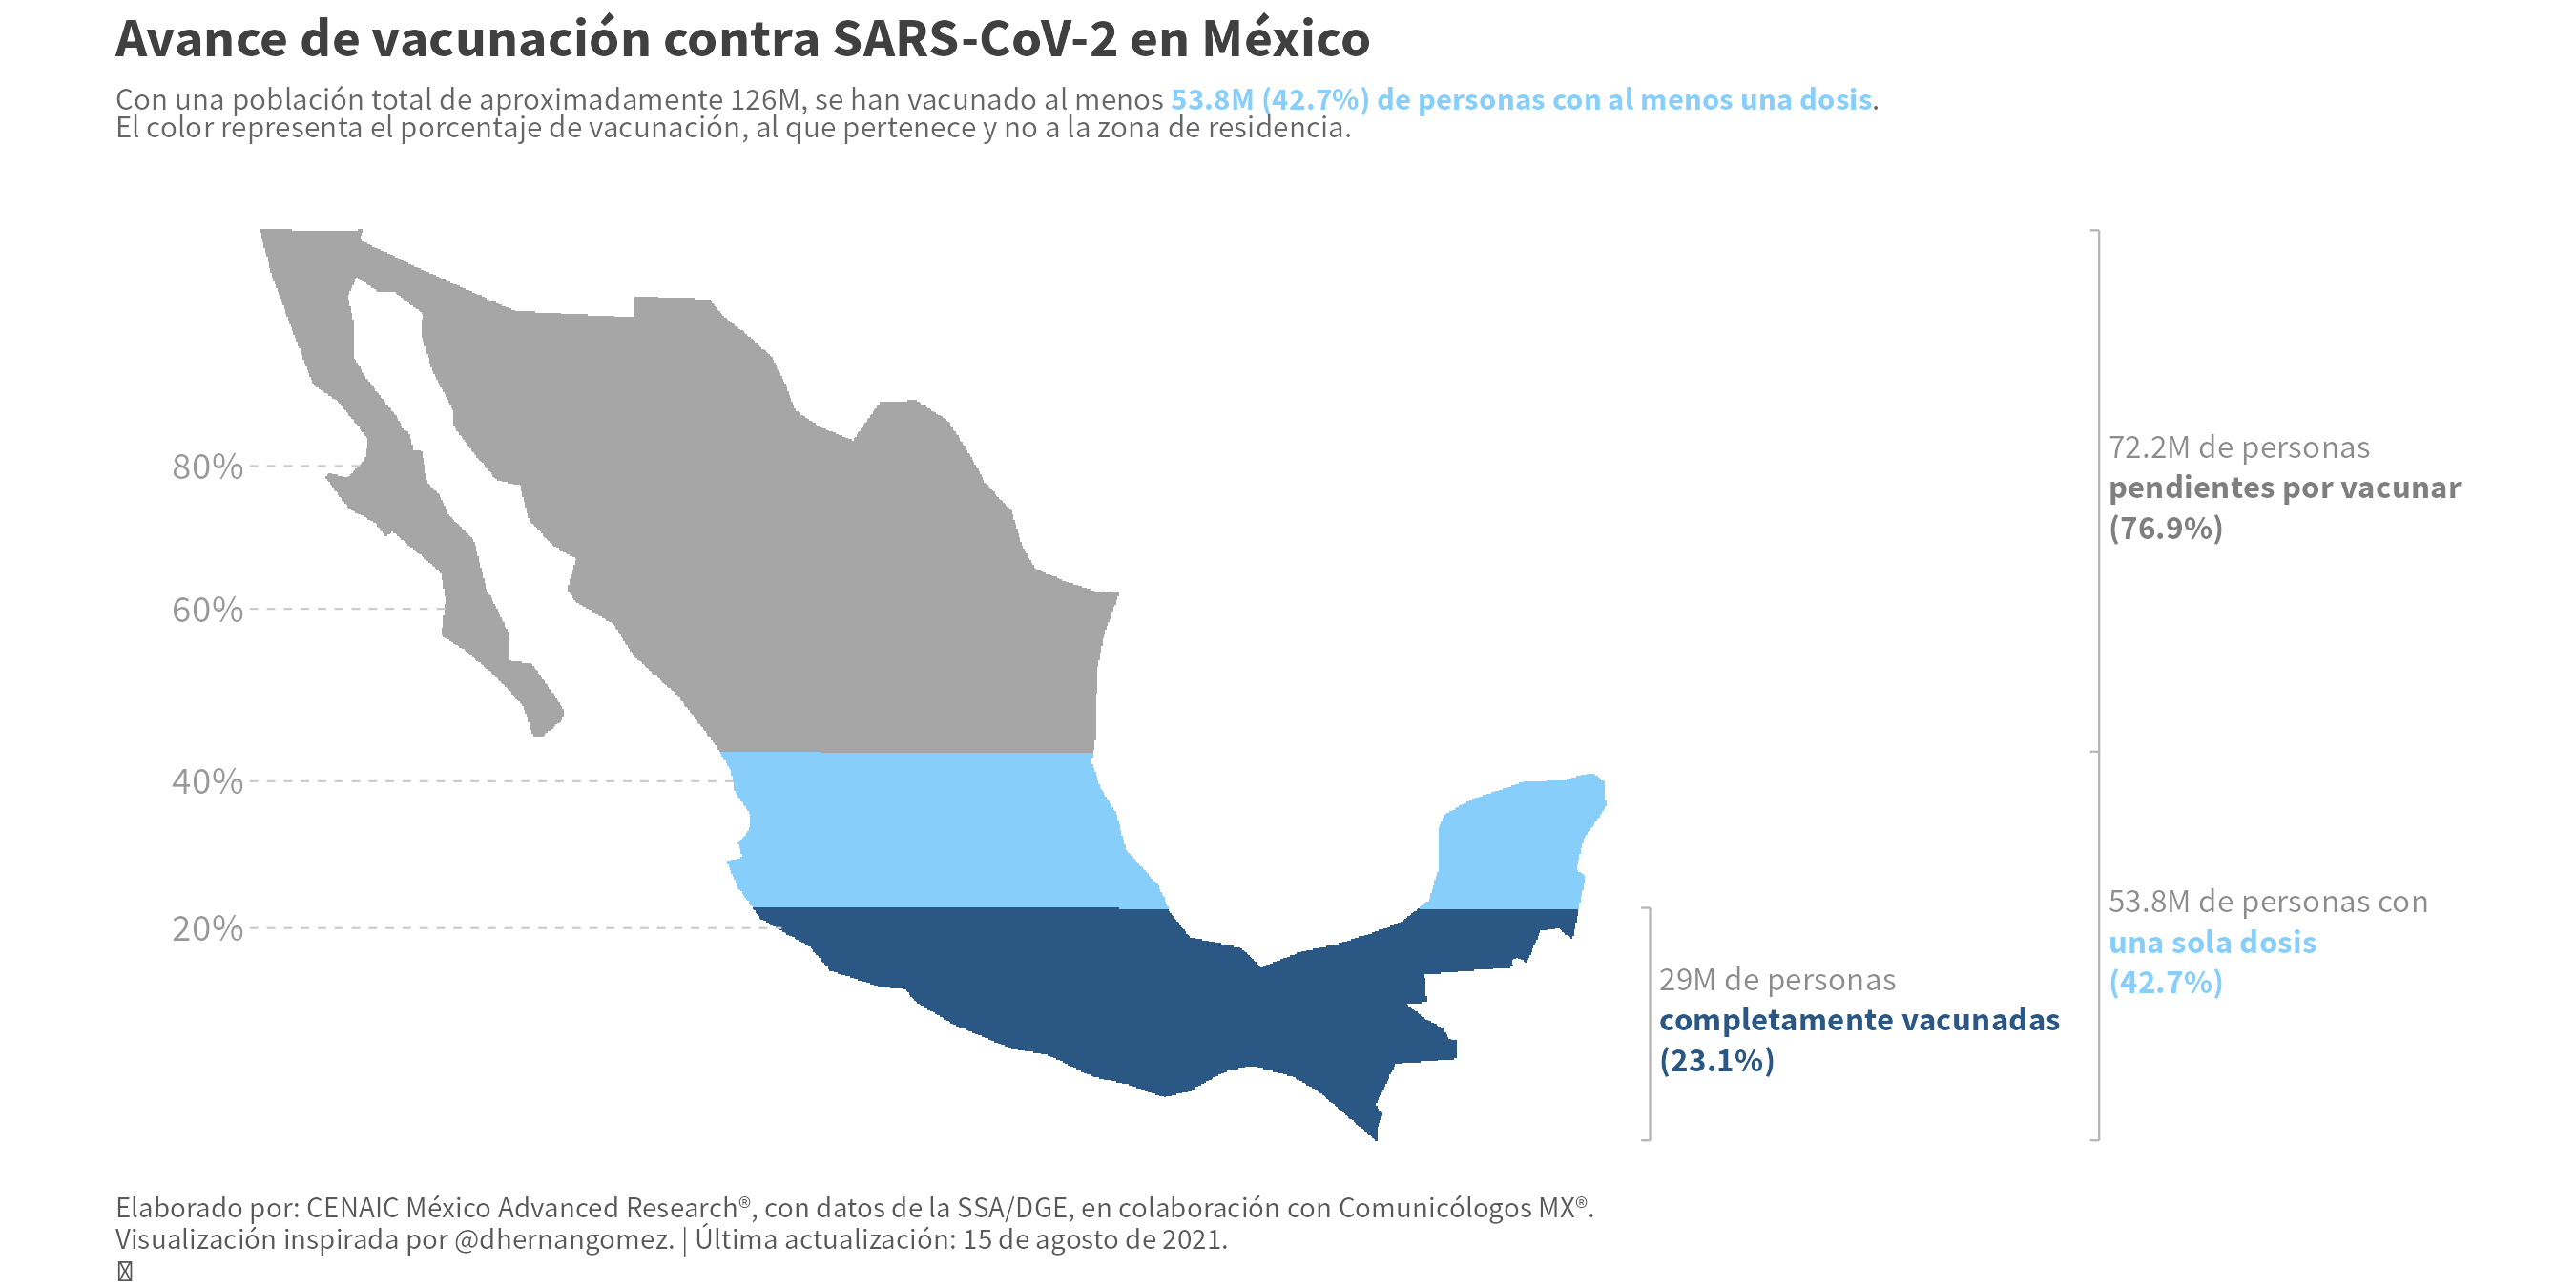 Avance de vacunación contra SARS-CoV-2 en México
Con una población total de aproximadamente 126M, se han vacunado al menos 53.8M (42.7%) de personas con al menos una dosis.
El color representa el porcentaje de vacunación, al que pertenece y no a la zona de residencia.
80%
60%
40%
20%
72.2M de personas
pendientes por vacunar
(76.9%)
53.8M de personas con
una sola dosis
(42.7%)
29M de personas
completamente vacunadas
(23.1%)
Elaborado por: CENAIC México Advanced Research®, con datos de la SSA/DGE, en colaboración con Comunicólogos MX®.
Visualización inspirada por @dhernangomez. | Última actualización: 15 de agosto de 2021.